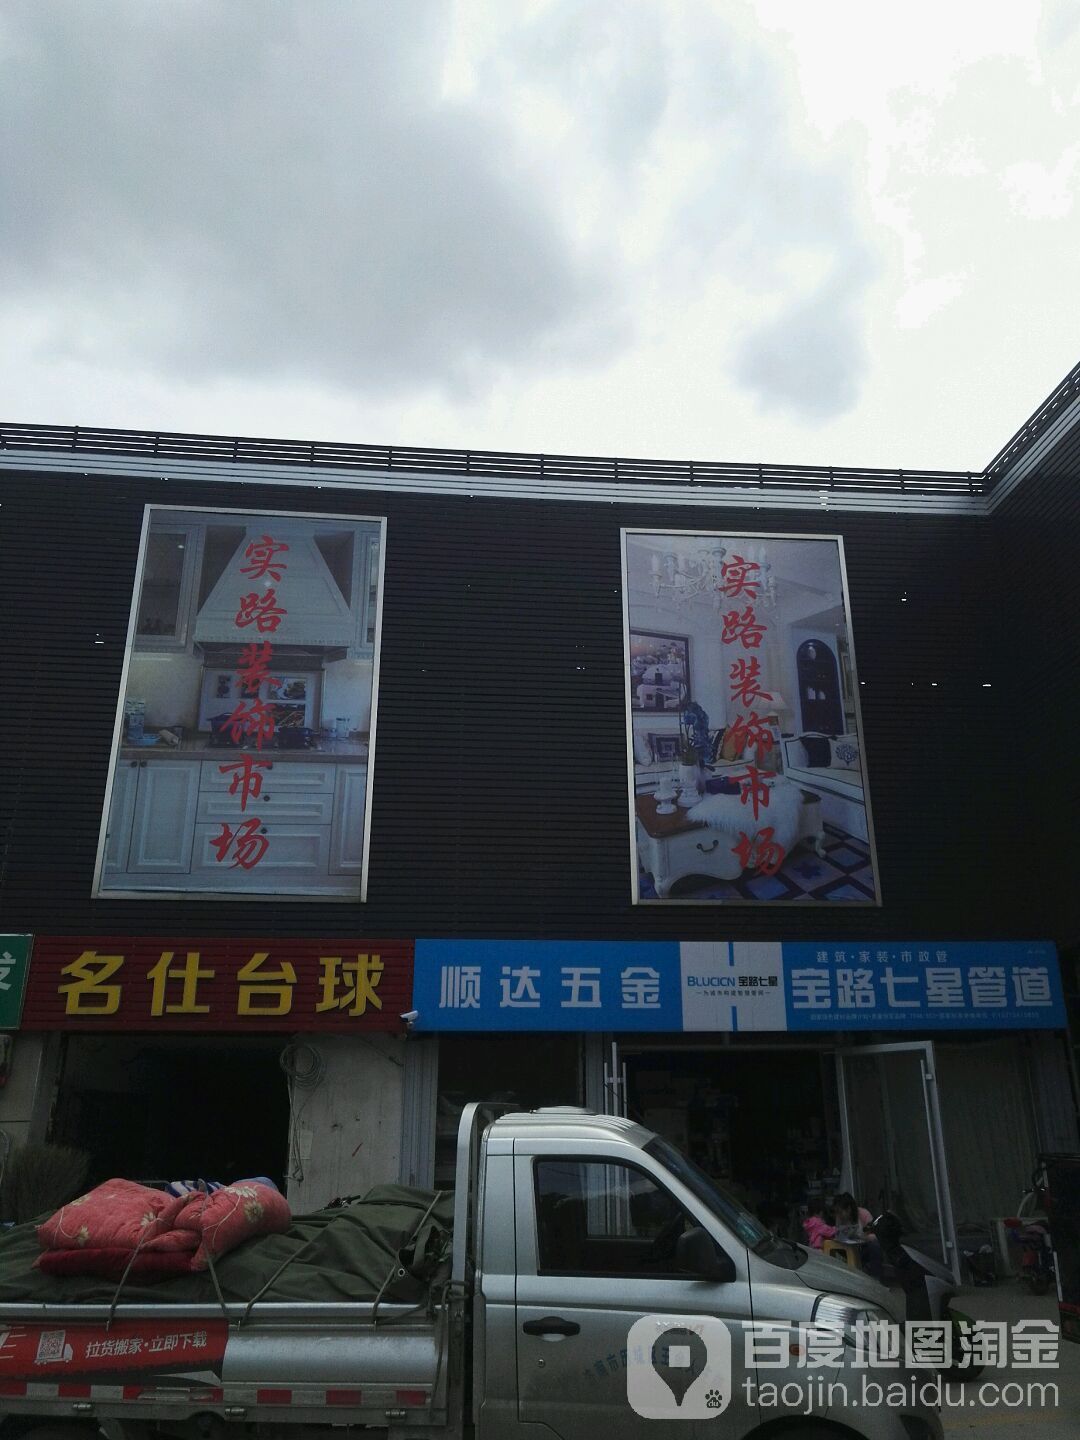 实路装饰市场
实路装饰市场
发
名仕台球
顺达五金
BLUCICN 宝路七星
建筑·家装·市政管
宝路七星管道
拉货搬家·立即下载
百度地图淘金
taojin.baidu.com